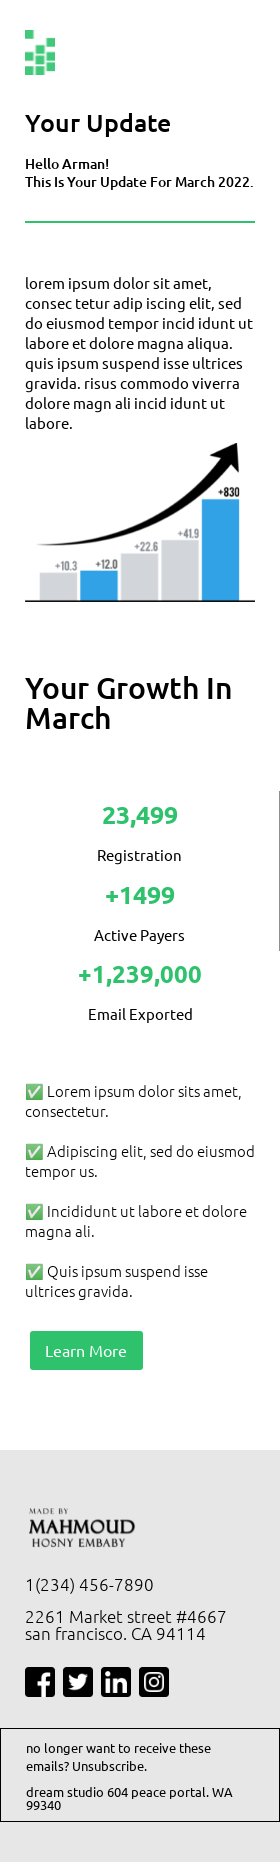 Your Update
Hello Arman!
This Is Your Update For March 2022.
lorem ipsum dolor sit amet,
consec tetur adip iscing elit, sed
do eiusmod tempor incid idunt ut
labore et dolore magna aliqua.
quis ipsum suspend isse ultrices
gravida. risus commodo viverra
dolore magn ali incid idunt ut
labore.
+10.3
+12.0
+22.6
+41.9
+830
Your Growth In
March
23,499
Registration
+1499
Active Payers
+1,239,000
Email Exported
✅ Lorem ipsum dolor sits amet,
consectetur.
✅ Adipiscing elit, sed do eiusmod
tempor us.
✅ Incididunt ut labore et dolore
magna ali.
✅ Quis ipsum suspend isse
ultrices gravida.
Learn More
MADE BY
MAHMOUD
HOSNY EMBABY
1(234) 456-7890
2261 Market street #4667
san francisco. CA 94114
no longer want to receive these
emails? Unsubscribe.
dream studio 604 peace portal. WA
99340